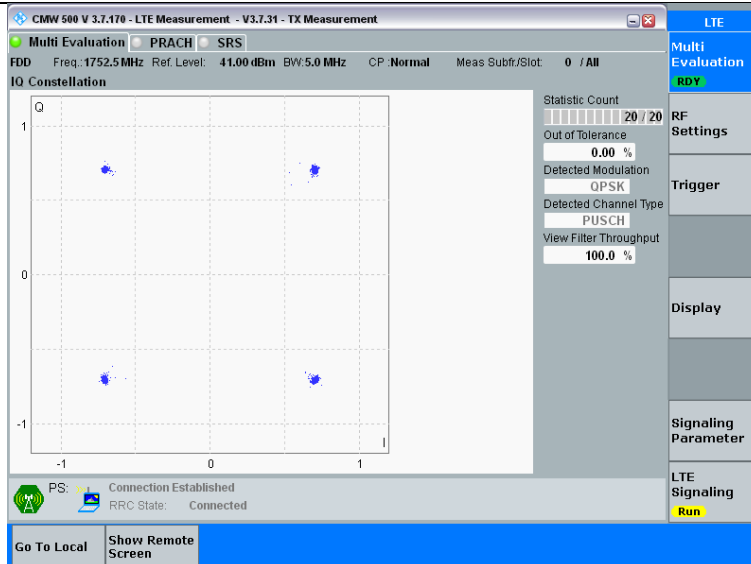 CMW 500 V 3.7.170 - LTE Measurement - V3.7.31 - TX Measurement
LTE
Multi Evaluation PRACH SRS
Multi
Evaluation
RDY
FDD Freq.:1752.5 MHz Ref. Level: 41.00 dBm BW:5.0 MHz CP :Normal Meas Subfr./Slot: 0 / All
IQ Constellation
Q
1
0
-1
I
-1 0 1
Statistic Count
20 / 20
Out of Tolerance
0.00 %
Detected Modulation
QPSK
Detected Channel Type
PUSCH
View Filter Throughput
100.0 %
RF
Settings
Trigger
Display
Signaling
Parameter
LTE
Signaling
Run
PS: Connection Established
RRC State: Connected
Go To Local
Show Remote
Screen